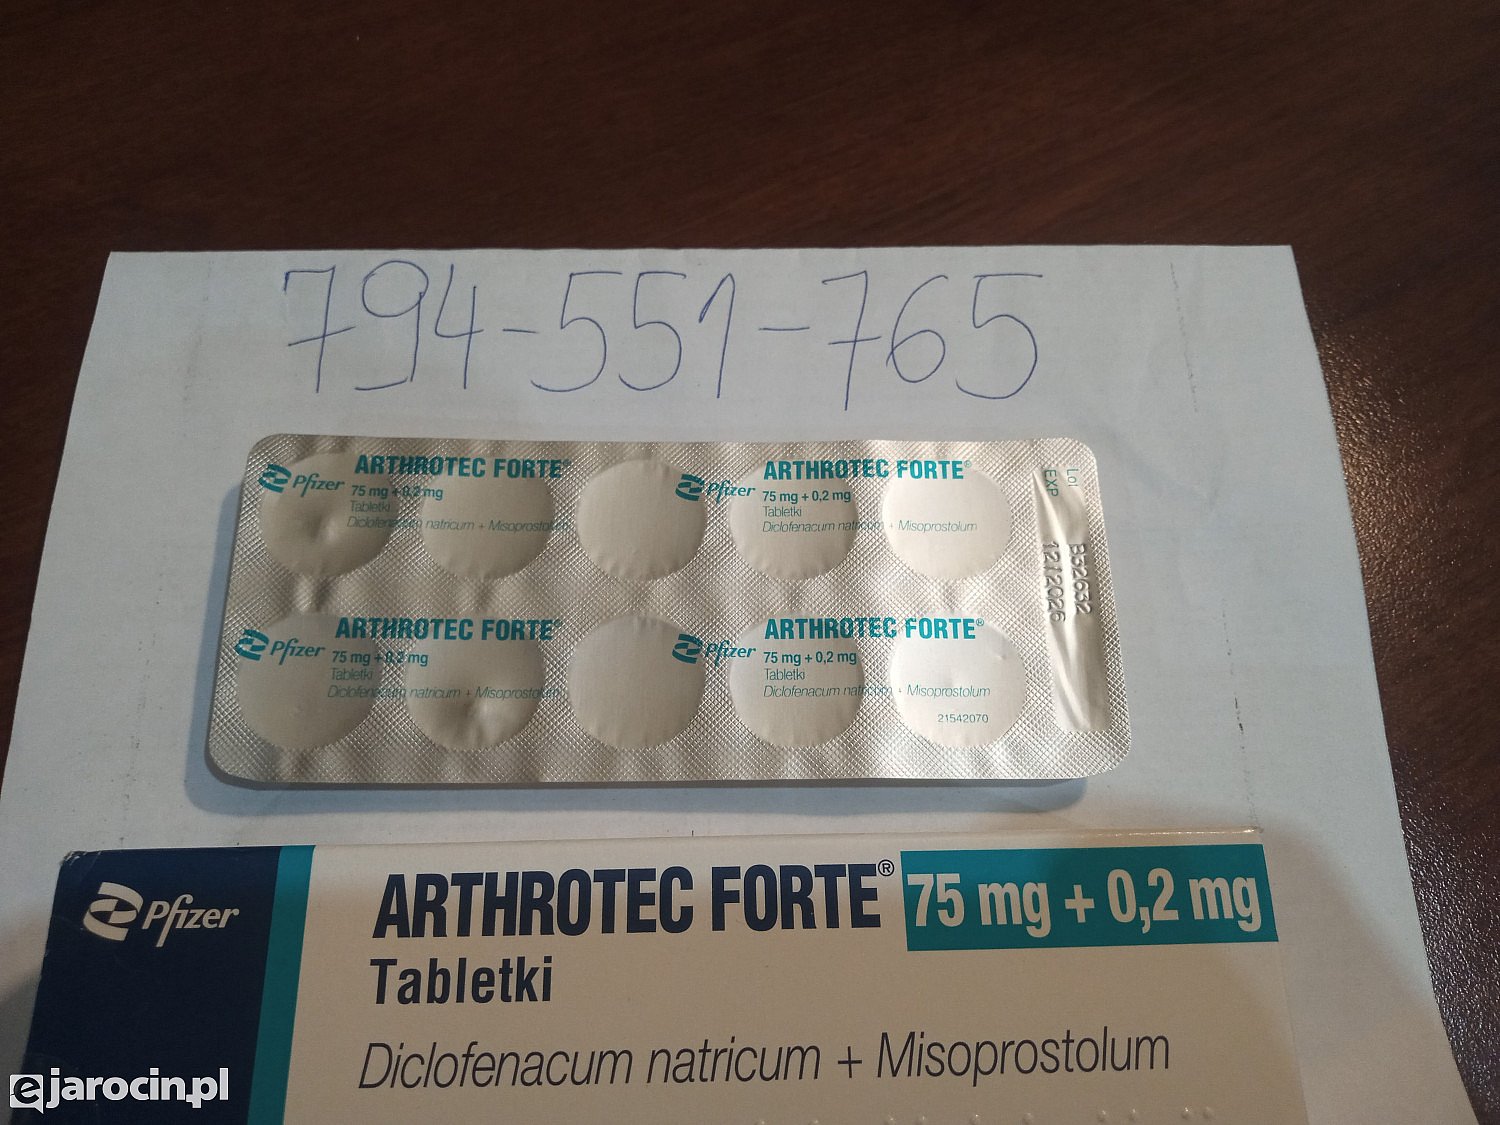 794-551-765
Pfizer
ARTHROTEC FORTE®
75 mg + 0,2 mg
Tabletki
Diclofenacum natricum + Misoprostolum
Pfizer
ARTHROTEC FORTE®
75 mg + 0,2 mg
Tabletki
Diclofenacum natricum + Misoprostolum
Lot B32632
EXP 122026
Pfizer
ARTHROTEC FORTE®
75 mg + 0,2 mg
Tabletki
Diclofenacum natricum + Misoprostolum
Pfizer
ARTHROTEC FORTE®
75 mg + 0,2 mg
Tabletki
Diclofenacum natricum + Misoprostolum
21542070
Pfizer
ARTHROTEC FORTE® 75 mg + 0,2 mg
Tabletki
Diclofenacum natricum + Misoprostolum
ejarocin.pl